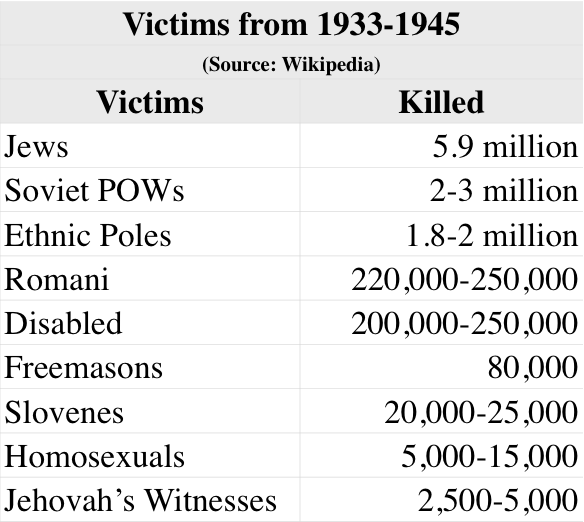 Victims from 1933-1945
(Source: Wikipedia)
Victims Killed
Jews 5.9 million
Soviet POWs 2-3 million
Ethnic Poles 1.8-2 million
Romani 220,000-250,000
Disabled 200,000-250,000
Freemasons 80,000
Slovenes 20,000-25,000
Homosexuals 5,000-15,000
Jehovah’s Witnesses 2,500-5,000